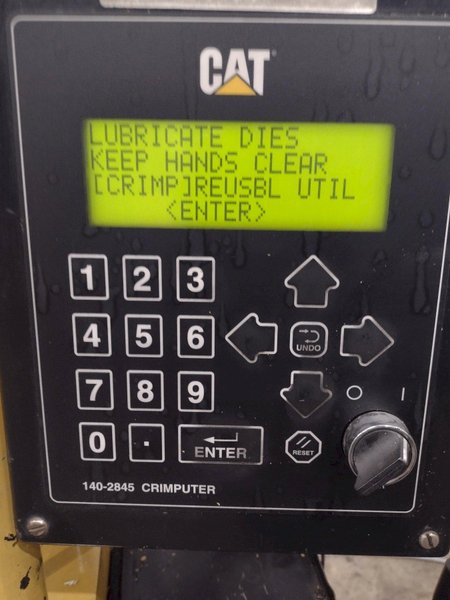 CAT
LUBRICATE DIES
KEEP HANDS CLEAR
[CRIMP]REUSBL UTIL
<ENTER>
1 2 3
4 5 6 UNDO
7 8 9 O I
0 . ENTER RESET
140-2845 CRIMPUTER